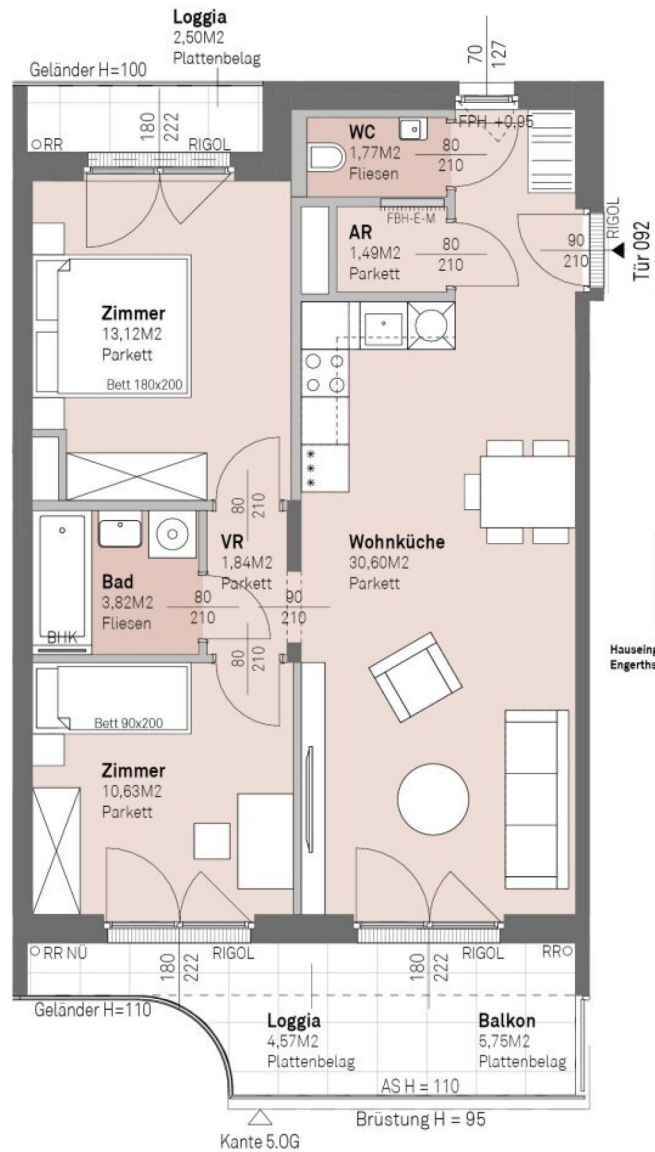 Loggia
2,50M2
Plattenbelag
Geländer H=100
70
127
180
222
RR
RIGOL
FPH +0,95
WC
1,77M2
Fliesen
80
210
FBH-E-M
AR
1,49M2
Parkett
80
210
90
210
RIGOL
Tür 092
Zimmer
13,12M2
Parkett
Bett 180x200
80
210
VR
1,84M2
Parkett
Wohnküche
30,60M2
Parkett
Bad
3,82M2
Fliesen
80
210
90
210
BHK
80
210
Hauseing
Engerths
Bett 90x200
Zimmer
10,63M2
Parkett
RR NÜ
180
222
RIGOL
180
222
RIGOL
RR
Geländer H=110
Loggia
4,57M2
Plattenbelag
Balkon
5,75M2
Plattenbelag
AS H = 110
Brüstung H = 95
Kante 5.OG